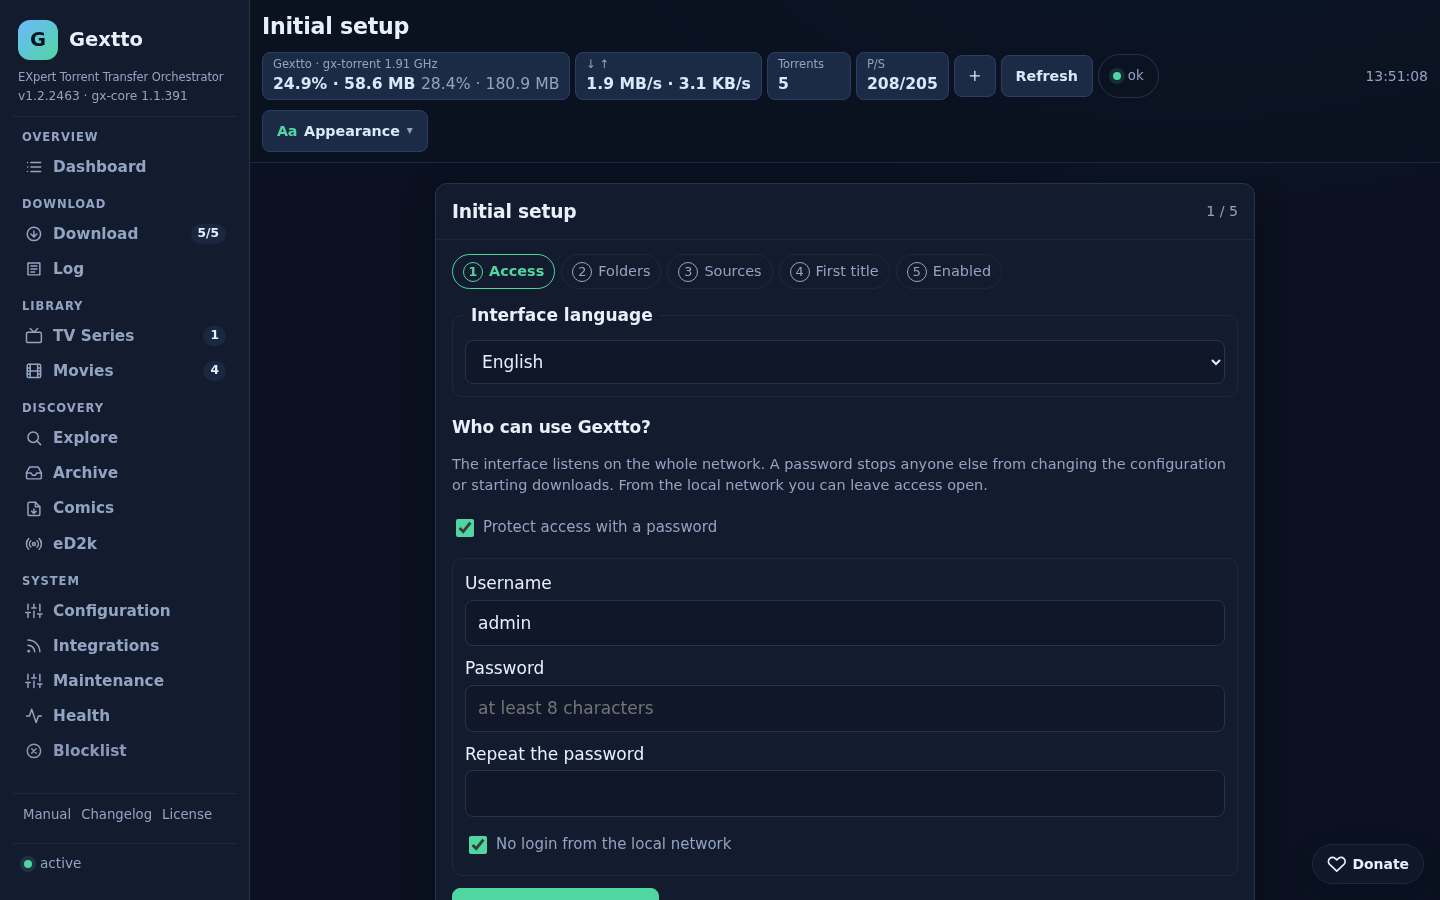 G Gextto
EXpert Torrent Transfer Orchestrator
v1.2.2463 · gx-core 1.1.391
OVERVIEW
Dashboard
DOWNLOAD
Download 5/5
Log
LIBRARY
TV Series 1
Movies 4
DISCOVERY
Explore
Archive
Comics
eD2k
SYSTEM
Configuration
Integrations
Maintenance
Health
Blocklist
Manual Changelog License
active
Initial setup
Gextto · gx-torrent 1.91 GHz
24.9% · 58.6 MB 28.4% · 180.9 MB
↓ ↑
1.9 MB/s · 3.1 KB/s
Torrents
5
P/S
208/205
+
Refresh
ok
13:51:08
Aa Appearance ▾
Initial setup 1 / 5
1 Access 2 Folders 3 Sources 4 First title 5 Enabled
Interface language
English
Who can use Gextto?
The interface listens on the whole network. A password stops anyone else from changing the configuration
or starting downloads. From the local network you can leave access open.
Protect access with a password
Username
admin
Password
at least 8 characters
Repeat the password
No login from the local network
Donate